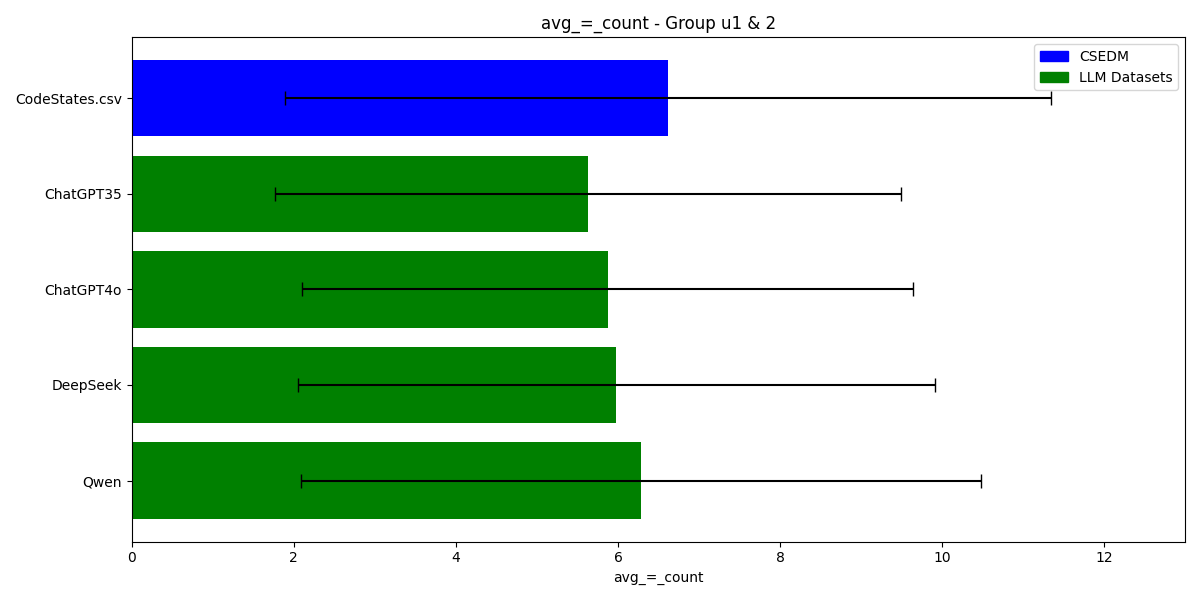 avg_=_count - Group u1 & 2
CSEDM
LLM Datasets
CodeStates.csv
ChatGPT35
ChatGPT4o
DeepSeek
Qwen
0 2 4 6 8 10 12
avg_=_count